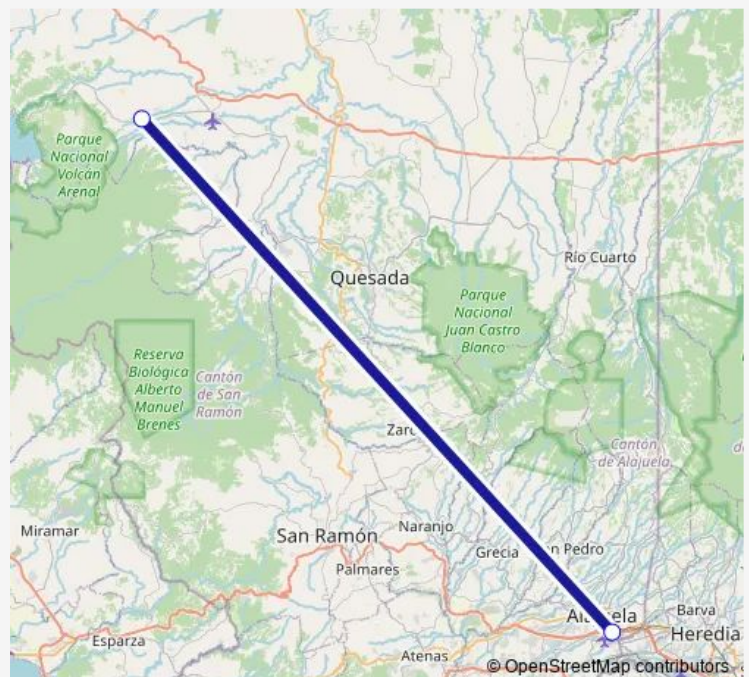 Parque
Nacional
Volcán
Arenal
Río Cuarto
Quesada
Parque
Nacional
Juan Castro
Blanco
Reserva
Biológica
Alberto
Manuel
Brenes
Cantón
de San
Ramón
Cantón
de Alajuela
Miramar
San Ramón
Naranjo
Grecia
Pedro
Palmares
Barva
Heredia
Esparza
Atenas
© OpenStreetMap contributors